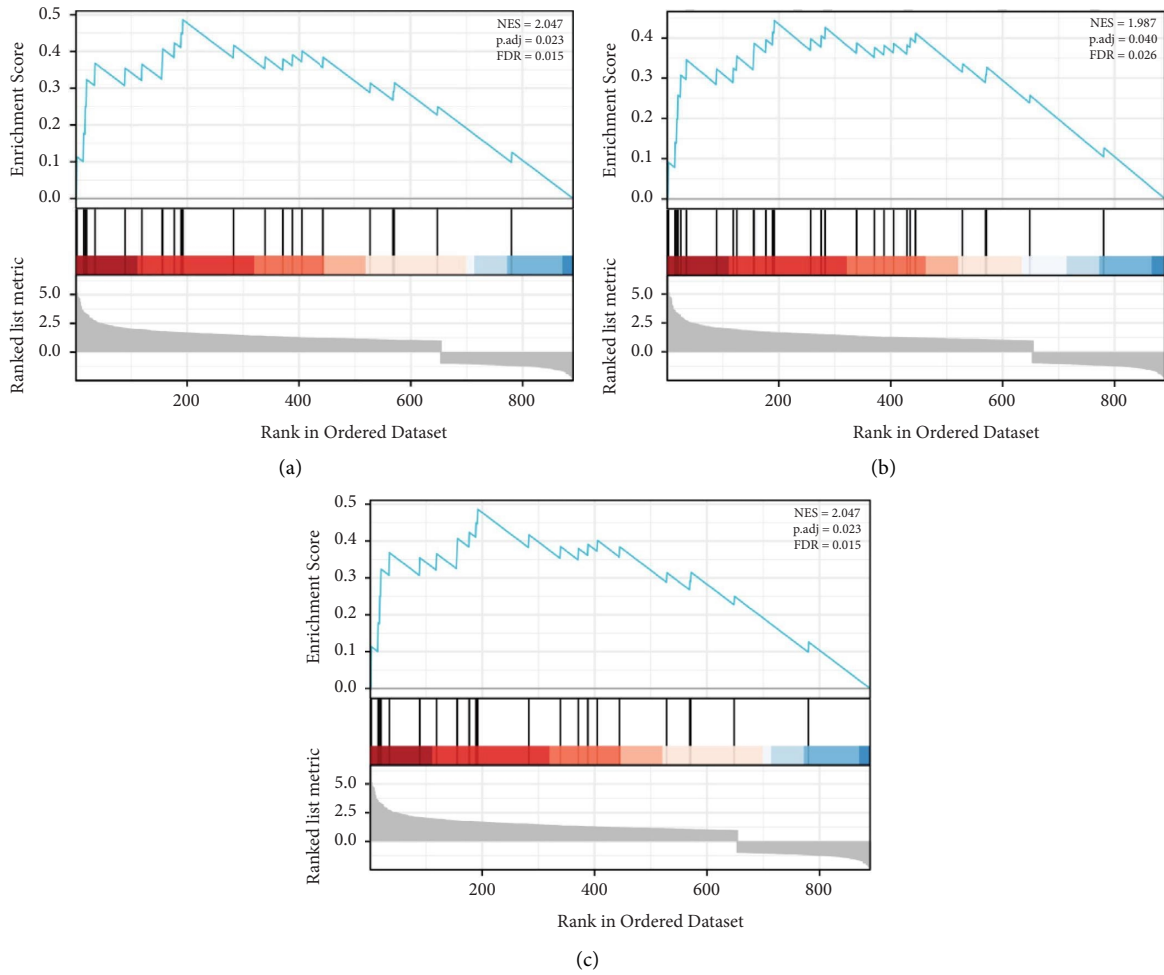 NES = 2.047
p.adj = 0.023
FDR = 0.015
Enrichment Score
0.5
0.4
0.3
0.2
0.1
0.0
Ranked list metric
5.0
2.5
0.0
200 400 600 800
Rank in Ordered Dataset
(a)
NES = 1.987
p.adj = 0.040
FDR = 0.026
Enrichment Score
0.4
0.3
0.2
0.1
0.0
Ranked list metric
5.0
2.5
0.0
200 400 600 800
Rank in Ordered Dataset
(b)
NES = 2.047
p.adj = 0.023
FDR = 0.015
Enrichment Score
0.5
0.4
0.3
0.2
0.1
0.0
Ranked list metric
5.0
2.5
0.0
200 400 600 800
Rank in Ordered Dataset
(c)